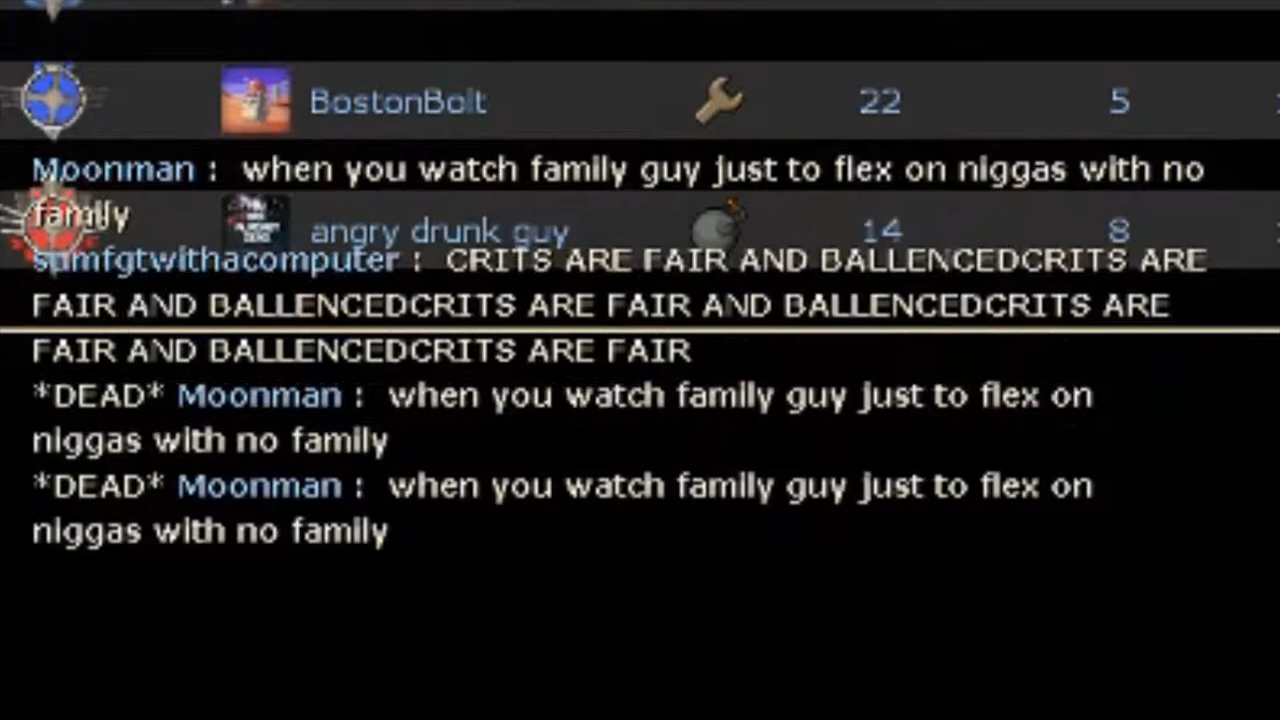 BostonBolt 22 5
Moonman : when you watch family guy just to flex on niggas with no
family
angry drunk guy 14 8
sumfgtwithacomputer : CRITS ARE FAIR AND BALLENCEDCRITS ARE
FAIR AND BALLENCEDCRITS ARE FAIR AND BALLENCEDCRITS ARE
FAIR AND BALLENCEDCRITS ARE FAIR
*DEAD* Moonman : when you watch family guy just to flex on
niggas with no family
*DEAD* Moonman : when you watch family guy just to flex on
niggas with no family